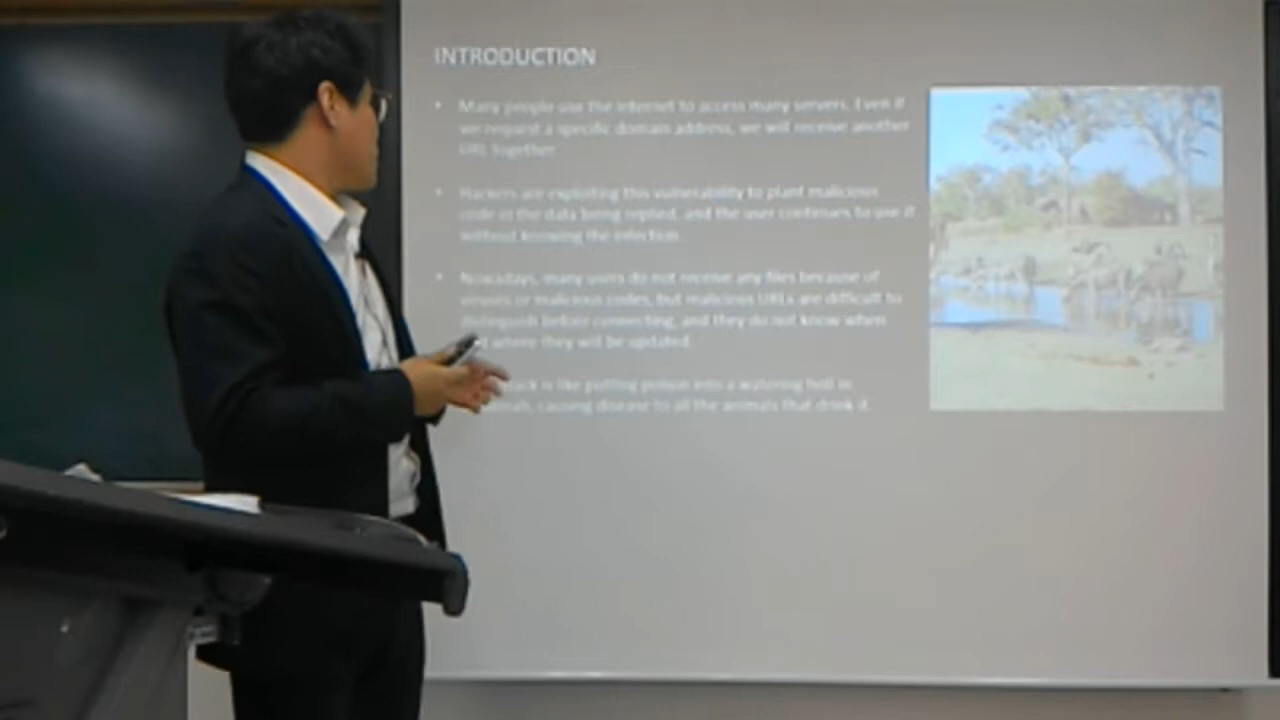 INTRODUCTION
• Many people use the internet to access many servers. Even if
we request a specific domain address, we will receive another
URL together.
• Hackers are exploiting this vulnerability to plant malicious
code in the data being replied, and the user continues to use it
without knowing the infection.
• Nowadays, many users do not receive any files because of
viruses or malicious codes, but malicious URLs are difficult to
distinguish before connecting, and they do not know when
where they will be updated.
is like putting poison into a watering hole
causing disease to all the animals that drink it.